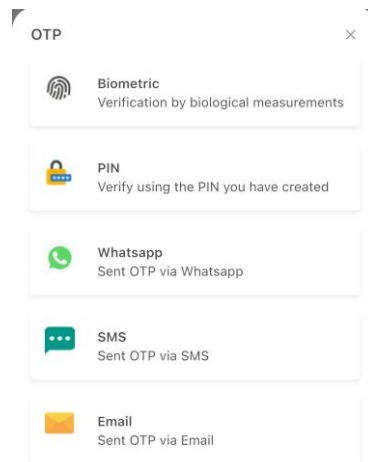 OTP
Biometric
Verification by biological measurements
PIN
Verify using the PIN you have created
Whatsapp
Sent OTP via Whatsapp
SMS
Sent OTP via SMS
Email
Sent OTP via Email